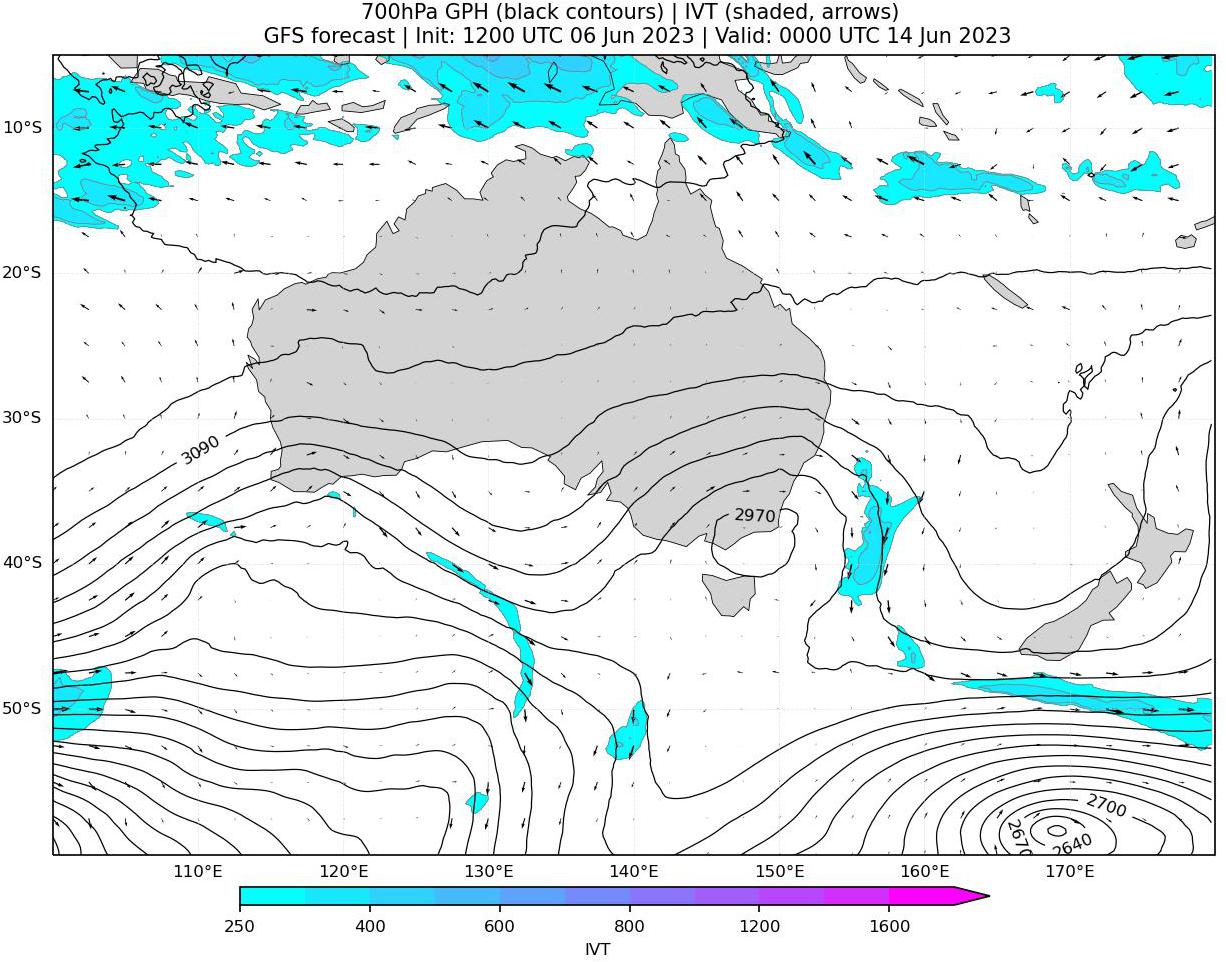 700hPa GPH (black contours) | IVT (shaded, arrows)
GFS forecast | Init: 1200 UTC 06 Jun 2023 | Valid: 0000 UTC 14 Jun 2023
10°S
20°S
30°S
3090
2970
40°S
50°S
2700
2670
2640
110°E 120°E 130°E 140°E 150°E 160°E 170°E
250 400 600 800 1200 1600
IVT